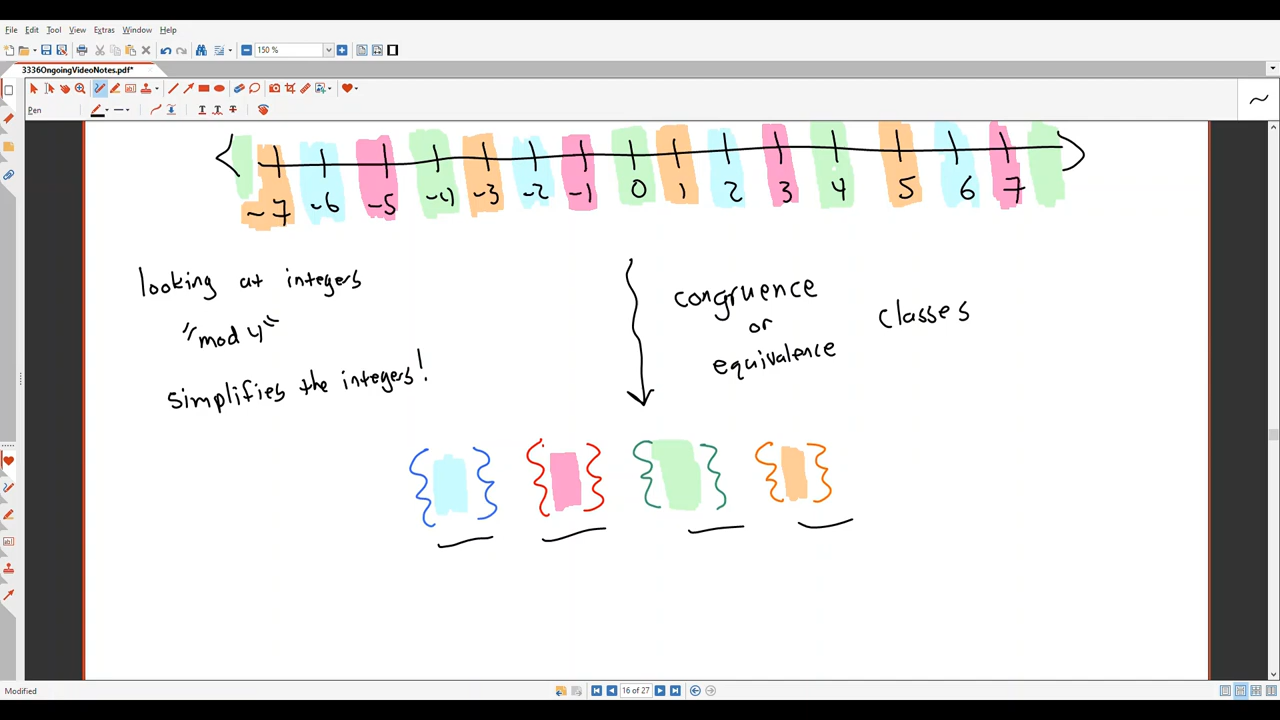 File Edit Tool View Extras Window Help
150 %
3336OngoingVideoNotes.pdf*
Pen
-7 -6 -5 -4 -3 -2 -1 0 1 2 3 4 5 6 7
looking at integers
"mod 4"
simplifies the integers!
congruence
or
equivalence
classes
Modified
16 of 27